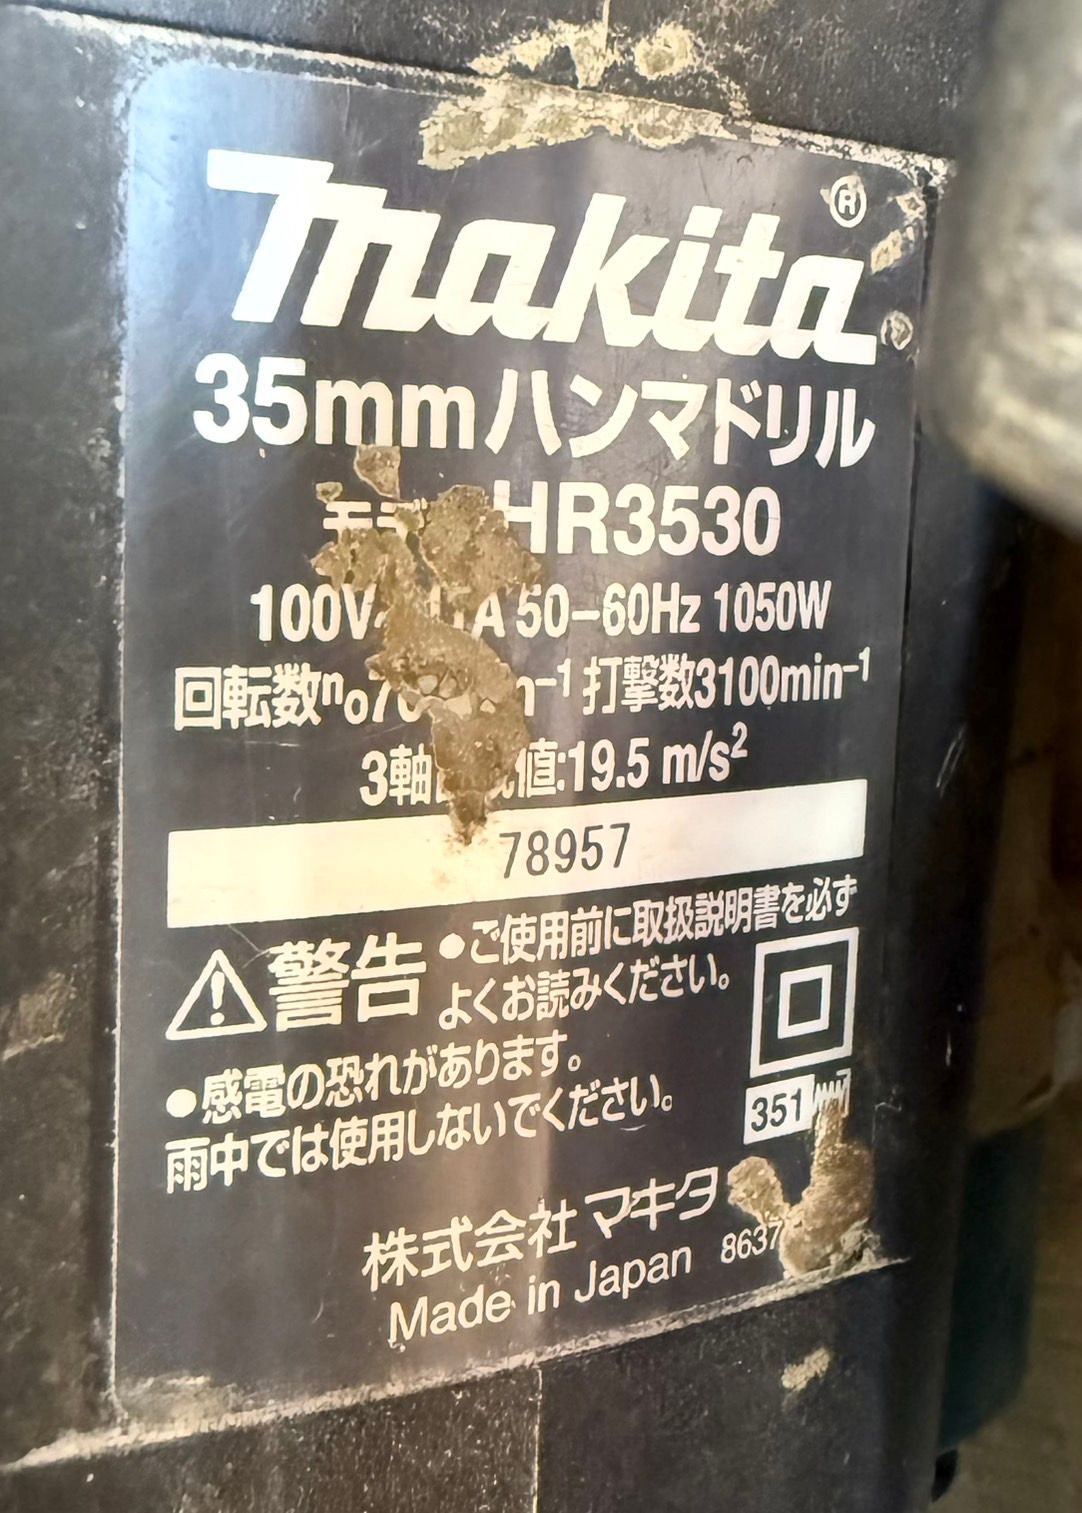 makita®
35mmハンマドリル
HR3530
50-60Hz 1050W
回転数n₀ 打撃数3100min⁻¹
:19.5 m/s²
78957
警告 ●ご使用前に取扱説明書を必ず
よくお読みください。
●感電の恐れがあります。
雨中では使用しないでください。
351
株式会社マキタ
Made in Japan